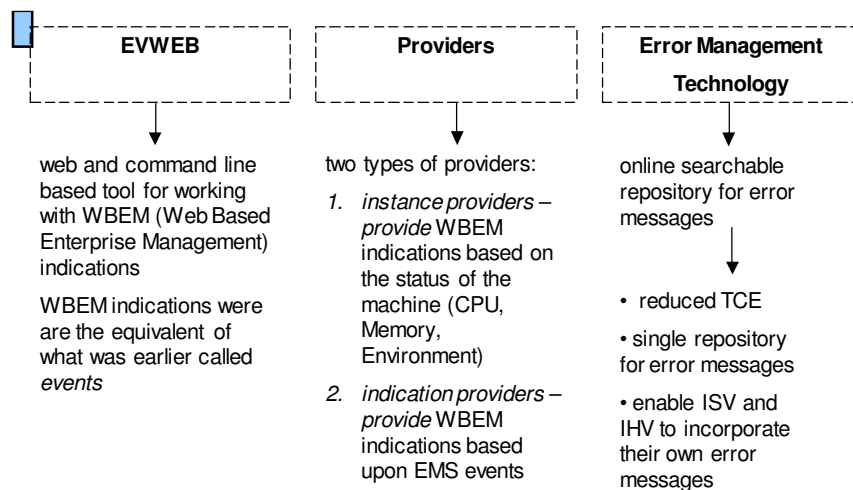 EVWEB
web and command line
based tool for working
with WBEM (Web Based
Enterprise Management)
indications
WBEM indications were
are the equivalent of
what was earlier called
events
Providers
two types of providers:
1. instance providers –
provide WBEM
indications based on
the status of the
machine (CPU,
Memory,
Environment)
2. indication providers –
provide WBEM
indications based
upon EMS events
Error Management
Technology
online searchable
repository for error
messages
• reduced TCE
• single repository
for error messages
• enable ISV and
IHV to incorporate
their own error
messages